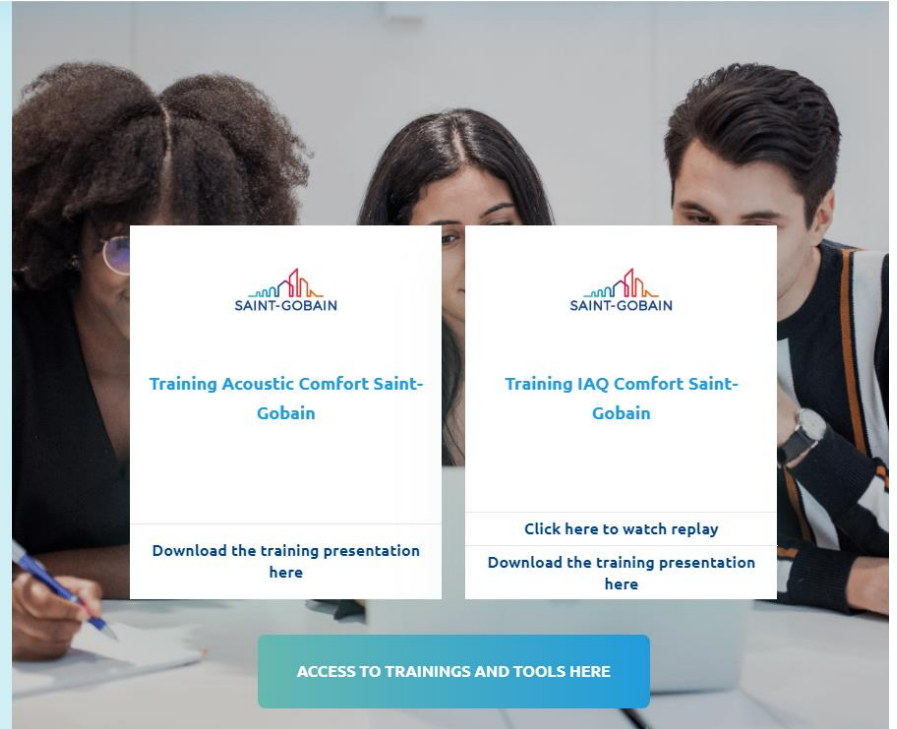 SAINT-GOBAIN
Training Acoustic Comfort Saint-
Gobain
Download the training presentation
here
SAINT-GOBAIN
Training IAQ Comfort Saint-
Gobain
Click here to watch replay
Download the training presentation
here
ACCESS TO TRAININGS AND TOOLS HERE